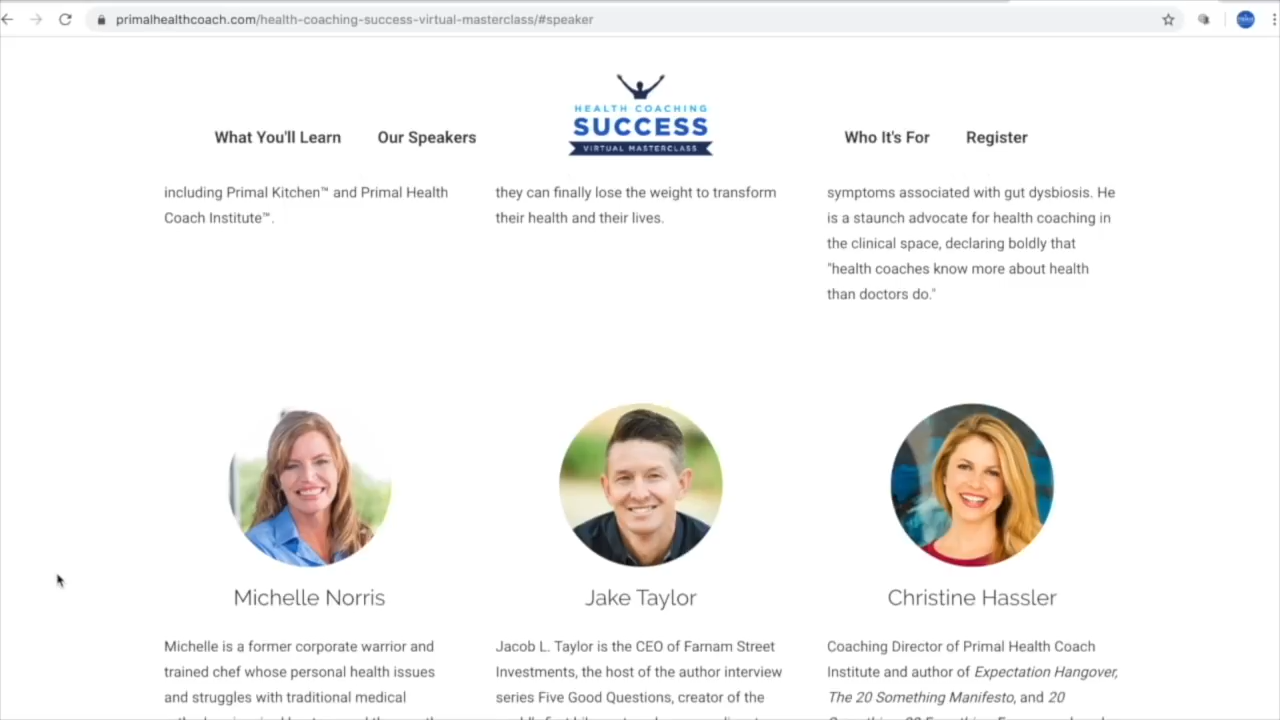 primalhealthcoach.com/health-coaching-success-virtual-masterclass/#speaker
What You'll Learn
Our Speakers
HEALTH COACHING
SUCCESS
VIRTUAL MASTERCLASS
Who It's For
Register
including Primal Kitchen™ and Primal Health
Coach Institute™.
they can finally lose the weight to transform
their health and their lives.
symptoms associated with gut dysbiosis. He
is a staunch advocate for health coaching in
the clinical space, declaring boldly that
"health coaches know more about health
than doctors do."
Michelle Norris
Michelle is a former corporate warrior and
trained chef whose personal health issues
and struggles with traditional medical
Jake Taylor
Jacob L. Taylor is the CEO of Farnam Street
Investments, the host of the author interview
series Five Good Questions, creator of the
Christine Hassler
Coaching Director of Primal Health Coach
Institute and author of Expectation Hangover,
The 20 Something Manifesto, and 20